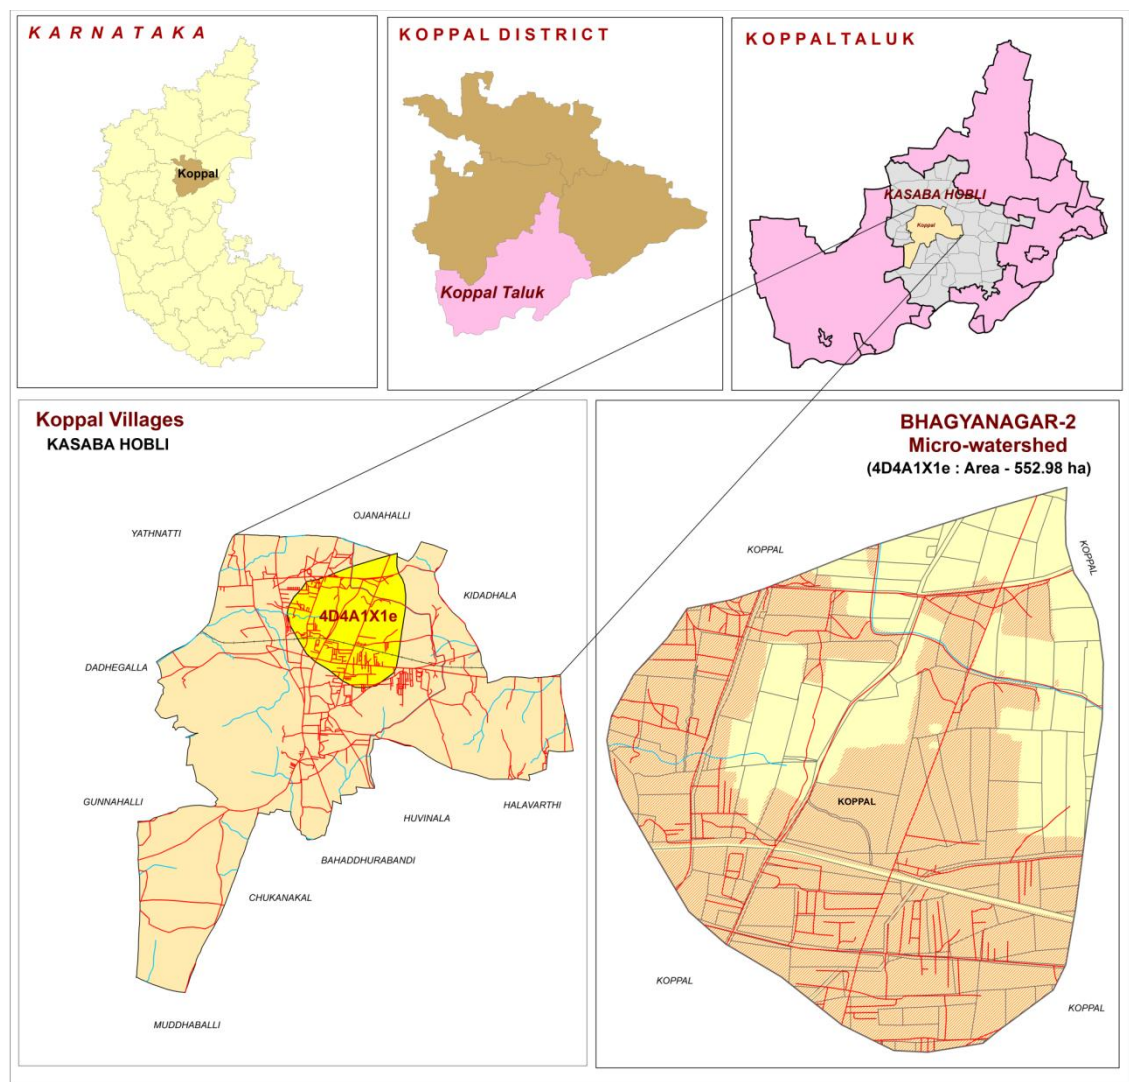 KARNATAKA
Koppal
KOPPAL DISTRICT
Koppal Taluk
KOPPAL TALUK
KASABA HOBLI
Koppal
Koppal Villages
KASABA HOBLI
YATHNATTI
OJANAHALLI
KIDADHALA
4D4A1X1e
DADHEGALLA
GUNNAHALLI
HALAVARTHI
HUVINALA
BAHADDHURABANDI
CHUKANAKAL
MUDDHABALLI
BHAGYANAGAR-2
Micro-watershed
(4D4A1X1e : Area - 552.98 ha)
KOPPAL
KOPPAL
KOPPAL
KOPPAL
KOPPAL